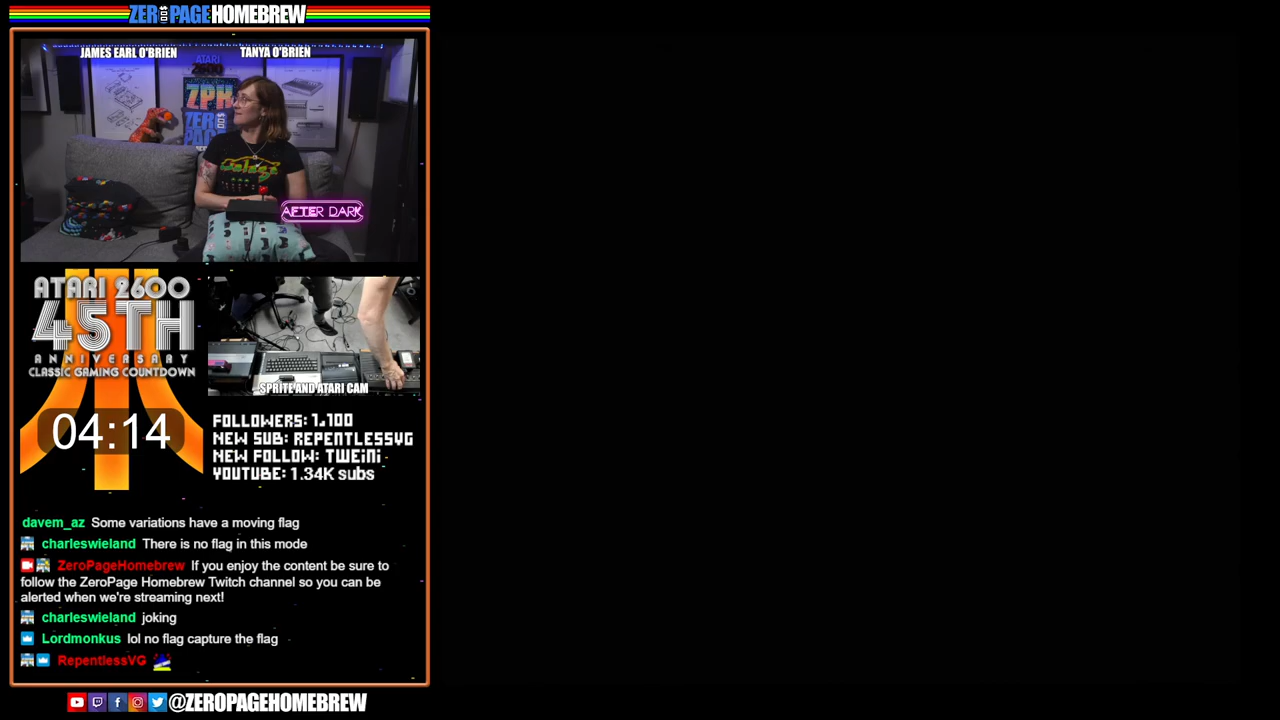 ZEROPAGE HOMEBREW
JAMES EARL O'BRIEN
TANYA O'BRIEN
ATARI
ZPH
ZERO
PAGE
Galaga
AFTER DARK
ATARI 2600
45TH
ANNIVERSARY
CLASSIC GAMING COUNTDOWN
04:14
SPRITE AND ATARI CAM
FOLLOWERS: 1,100
NEW SUB: REPENTLESSVG
NEW FOLLOW: TWEINI
YOUTUBE: 1.34K subs
davem_az Some variations have a moving flag
charleswieland There is no flag in this mode
ZeroPageHomebrew If you enjoy the content be sure to
follow the ZeroPage Homebrew Twitch channel so you can be
alerted when we're streaming next!
charleswieland joking
Lordmonkus lol no flag capture the flag
RepentlessVG
@ZEROPAGEHOMEBREW